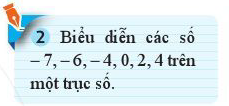 2 Biểu diễn các số
– 7, – 6, – 4, 0, 2, 4 trên
một trục số.